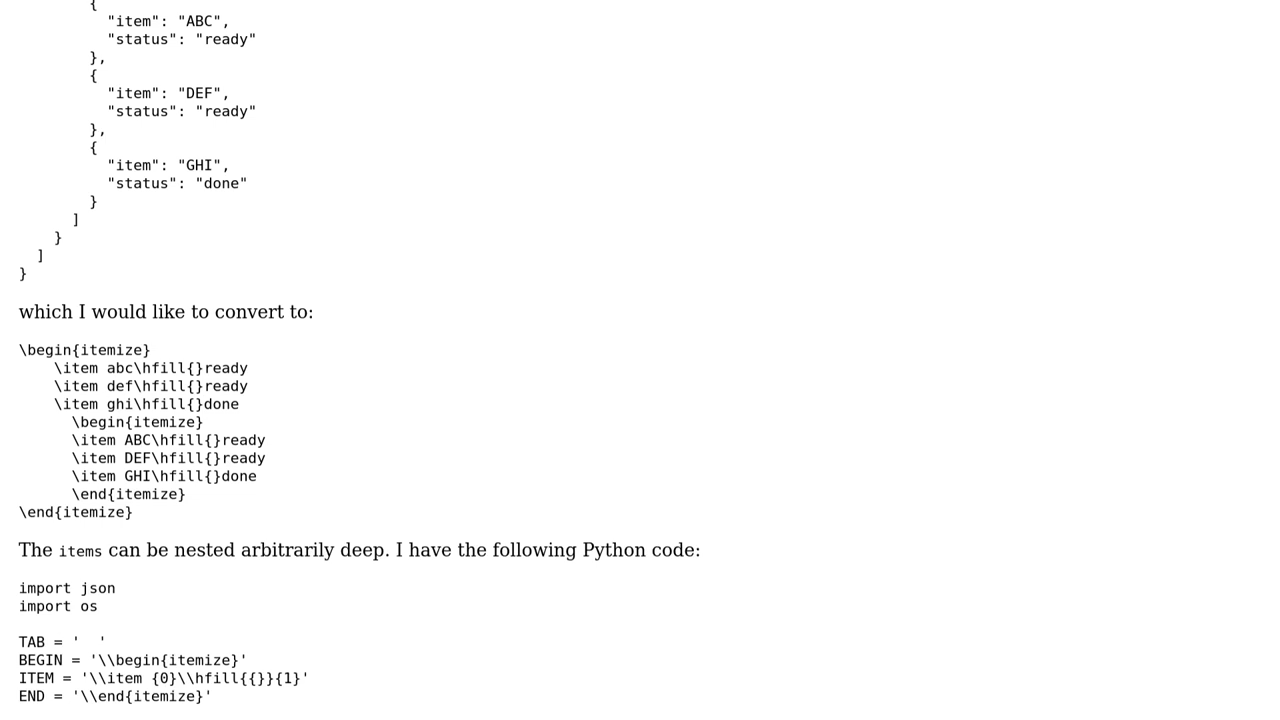 {
"item": "ABC",
"status": "ready"
},
{
"item": "DEF",
"status": "ready"
},
{
"item": "GHI",
"status": "done"
}
]
}
]
}
which I would like to convert to:
\begin{itemize}
    \item abc\hfill{}ready
    \item def\hfill{}ready
    \item ghi\hfill{}done
      \begin{itemize}
      \item ABC\hfill{}ready
      \item DEF\hfill{}ready
      \item GHI\hfill{}done
      \end{itemize}
\end{itemize}
The items can be nested arbitrarily deep. I have the following Python code:
import json
import os
TAB = '  '
BEGIN = '\\begin{itemize}'
ITEM = '\\item {0}\\hfill{{}}{1}'
END = '\\end{itemize}'